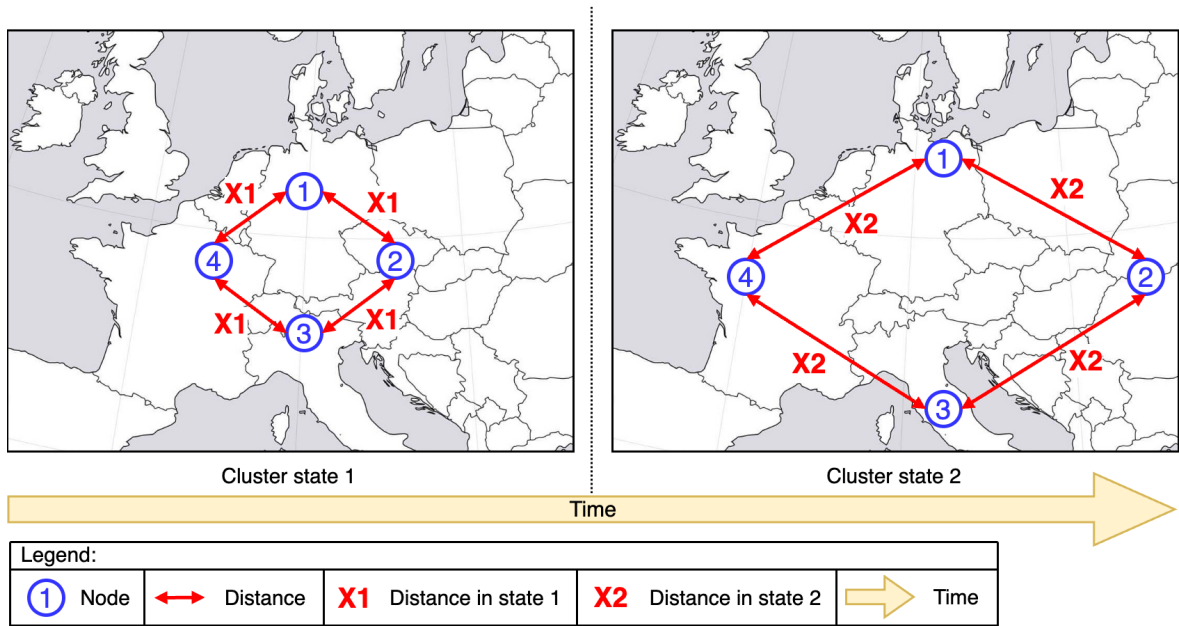 1
X1
X1
4
2
X1
X1
3
1
X2
X2
4
2
X2
X2
3
Cluster state 1
Cluster state 2
Time
Legend:
1 Node
Distance
X1 Distance in state 1
X2 Distance in state 2
Time